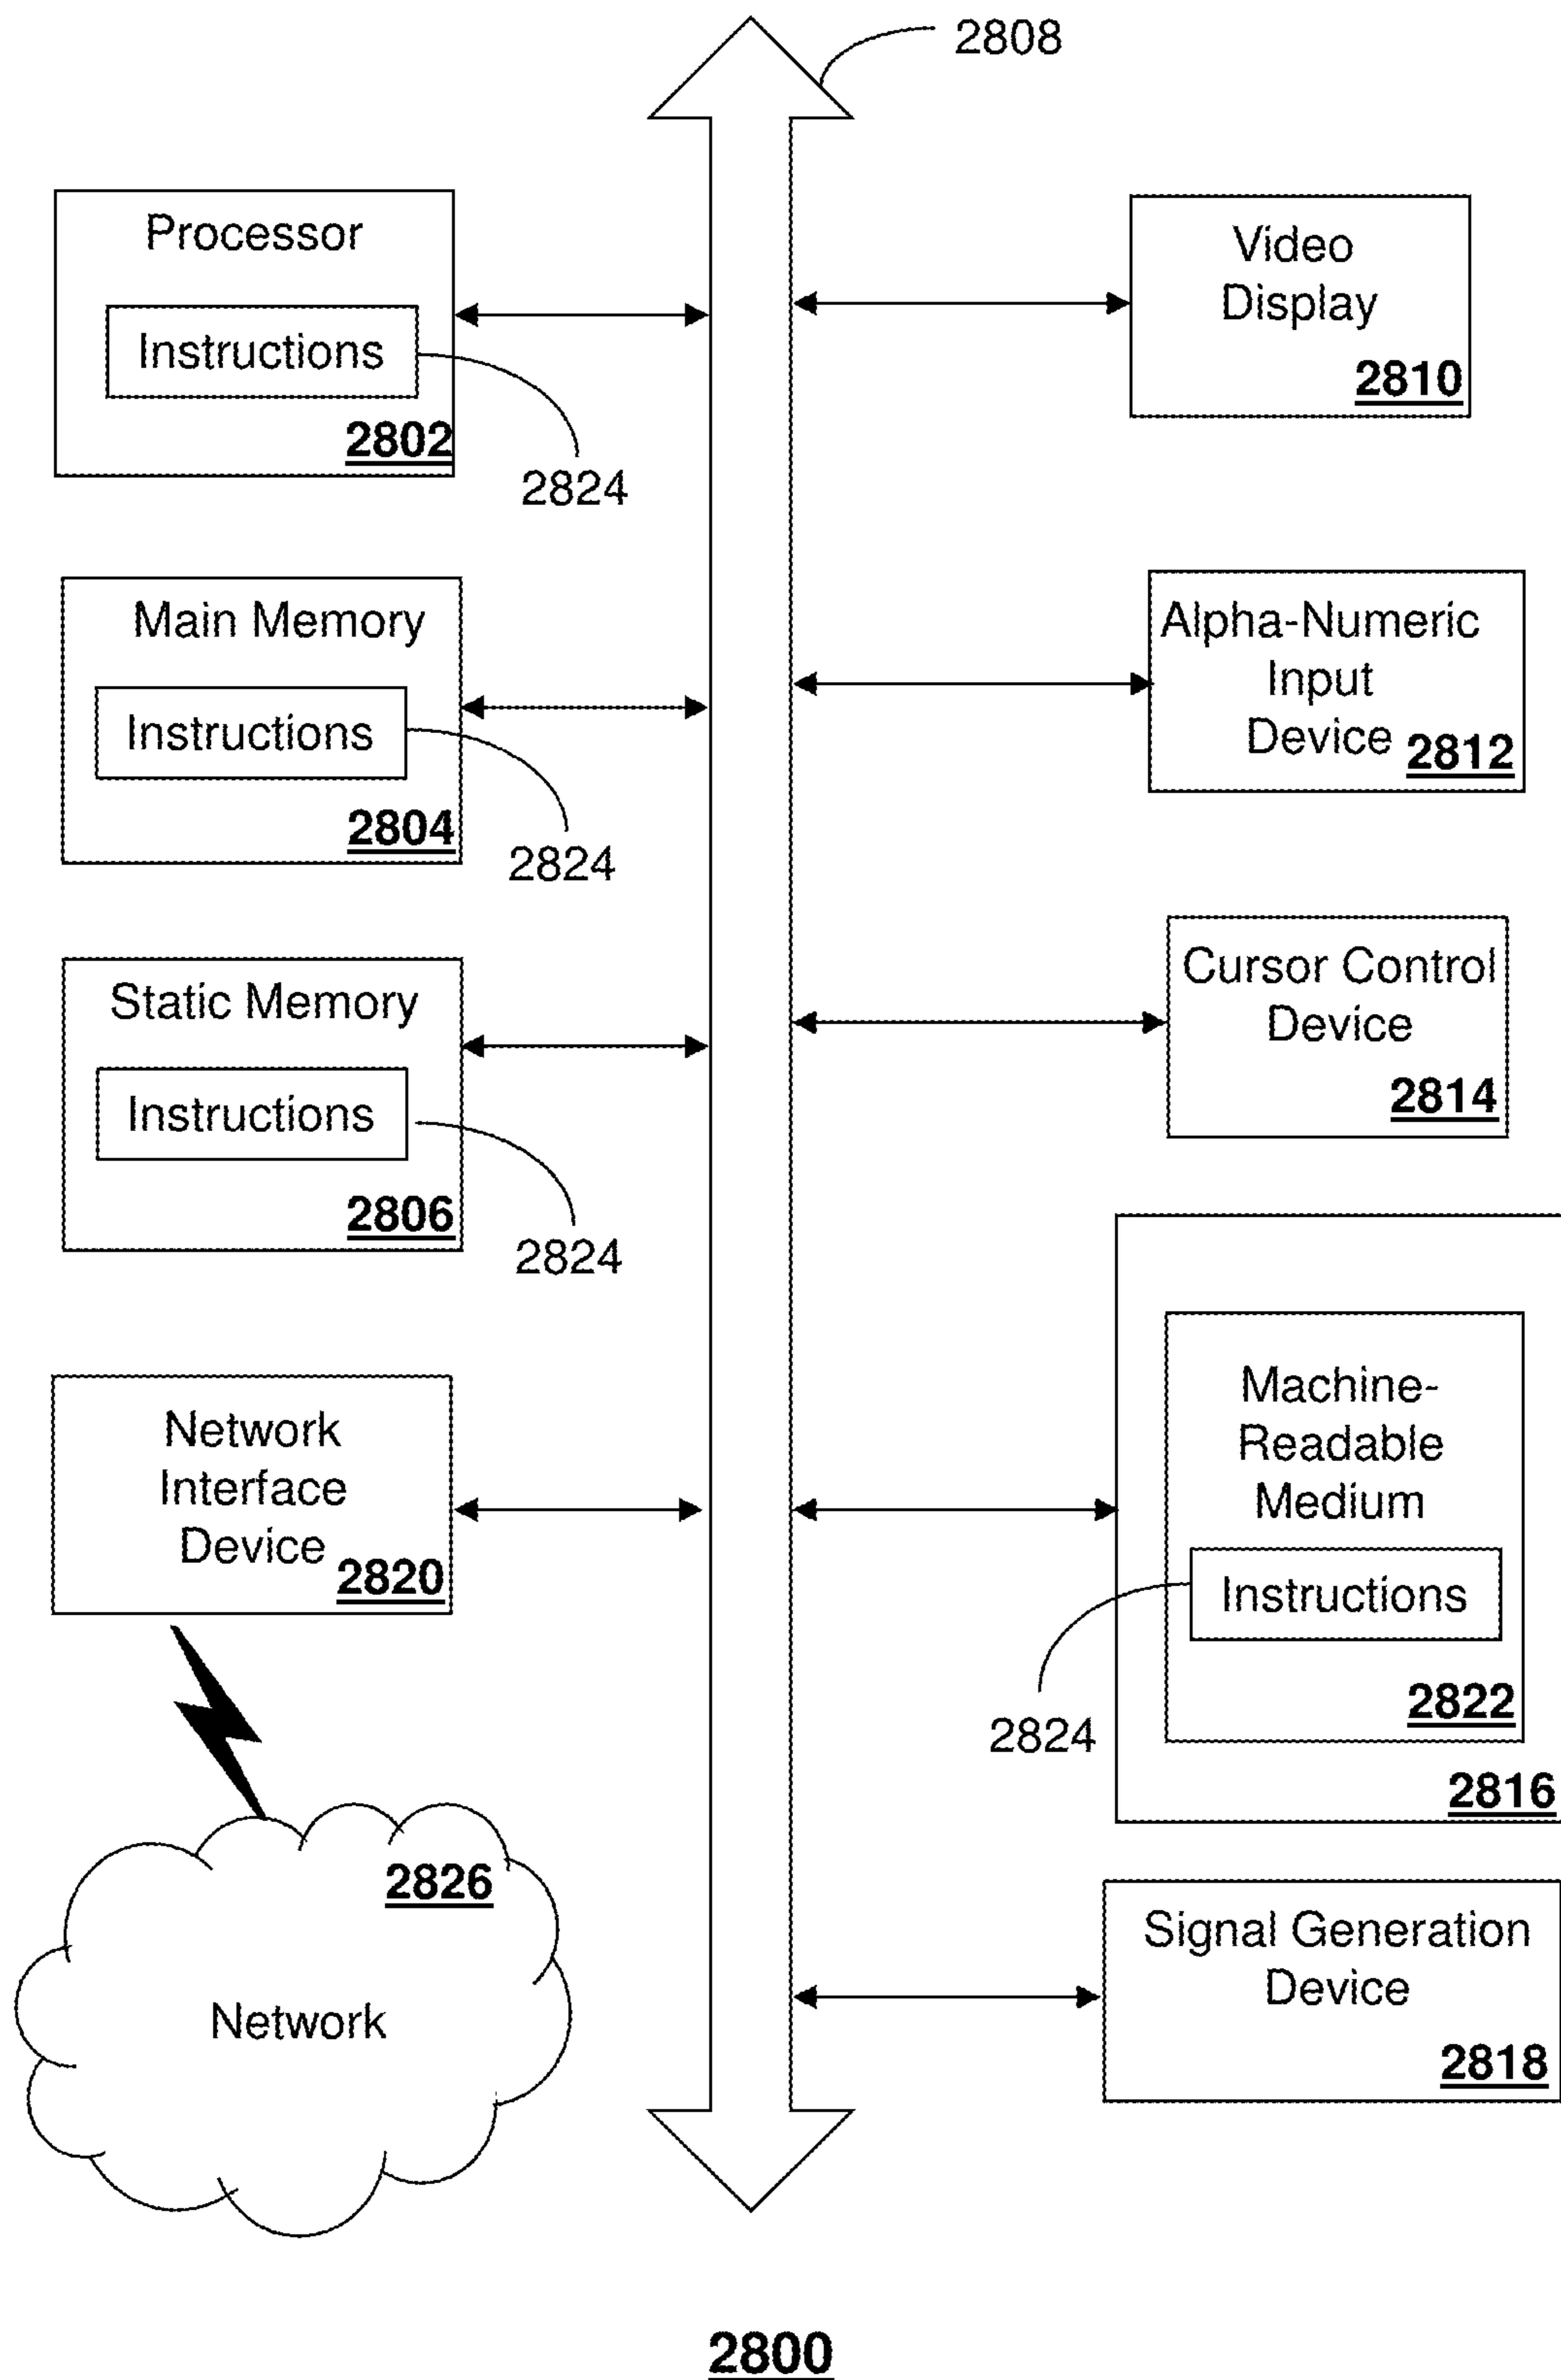 2808
Processor
Instructions
2802
2824
Main Memory
Instructions
2804
2824
Static Memory
Instructions
2806
2824
Network
Interface
Device
2820
2826
Network
Video
Display
2810
Alpha-Numeric
Input
Device
2812
Cursor Control
Device
2814
Machine-
Readable
Medium
Instructions
2822
2824
2816
Signal Generation
Device
2818
2800